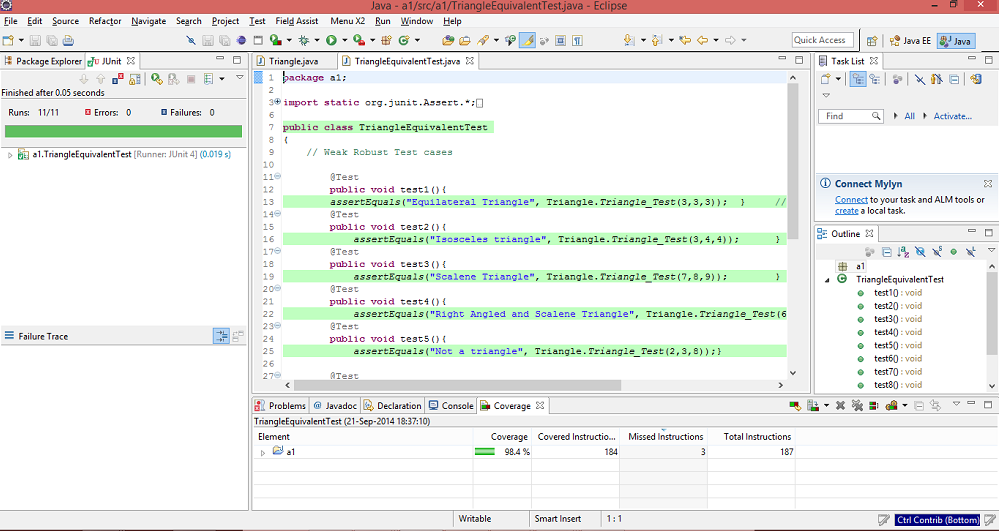 Java - a1/src/a1/TriangleEquivalentTest.java - Eclipse
File Edit Source Refactor Navigate Search Project Test Field Assist Menu X2 Run Window Help
Quick Access Java EE Java
Package Explorer JUnit
Finished after 0.05 seconds
Runs: 11/11 Errors: 0 Failures: 0
a1.TriangleEquivalentTest [Runner: JUnit 4] (0.019 s)
Failure Trace
Triangle.java TriangleEquivalentTest.java
1 package a1;
2
3 import static org.junit.Assert.*;
6
7 public class TriangleEquivalentTest
8 {
9 // Weak Robust Test cases
10
11 @Test
12 public void test1(){
13 assertEquals("Equilateral Triangle", Triangle.Triangle_Test(3,3,3)); } //
14 @Test
15 public void test2(){
16 assertEquals("Isosceles triangle", Triangle.Triangle_Test(3,4,4)); }
17 @Test
18 public void test3(){
19 assertEquals("Scalene Triangle", Triangle.Triangle_Test(7,8,9)); }
20 @Test
21 public void test4(){
22 assertEquals("Right Angled and Scalene Triangle", Triangle.Triangle_Test(6
23 @Test
24 public void test5(){
25 assertEquals("Not a triangle", Triangle.Triangle_Test(2,3,8));}
26
27 @Test
Task List
Find All Activate...
Connect Mylyn
Connect to your task and ALM tools or
create a local task.
Outline
a1
TriangleEquivalentTest
test1() : void
test2() : void
test3() : void
test4() : void
test5() : void
test6() : void
test7() : void
test8() : void
Problems Javadoc Declaration Console Coverage
TriangleEquivalentTest (21-Sep-2014 18:37:10)
Element Coverage Covered Instructio... Missed Instructions Total Instructions
a1 98.4 % 184 3 187
Writable Smart Insert 1 : 1 Ctrl Contrib (Bottom)